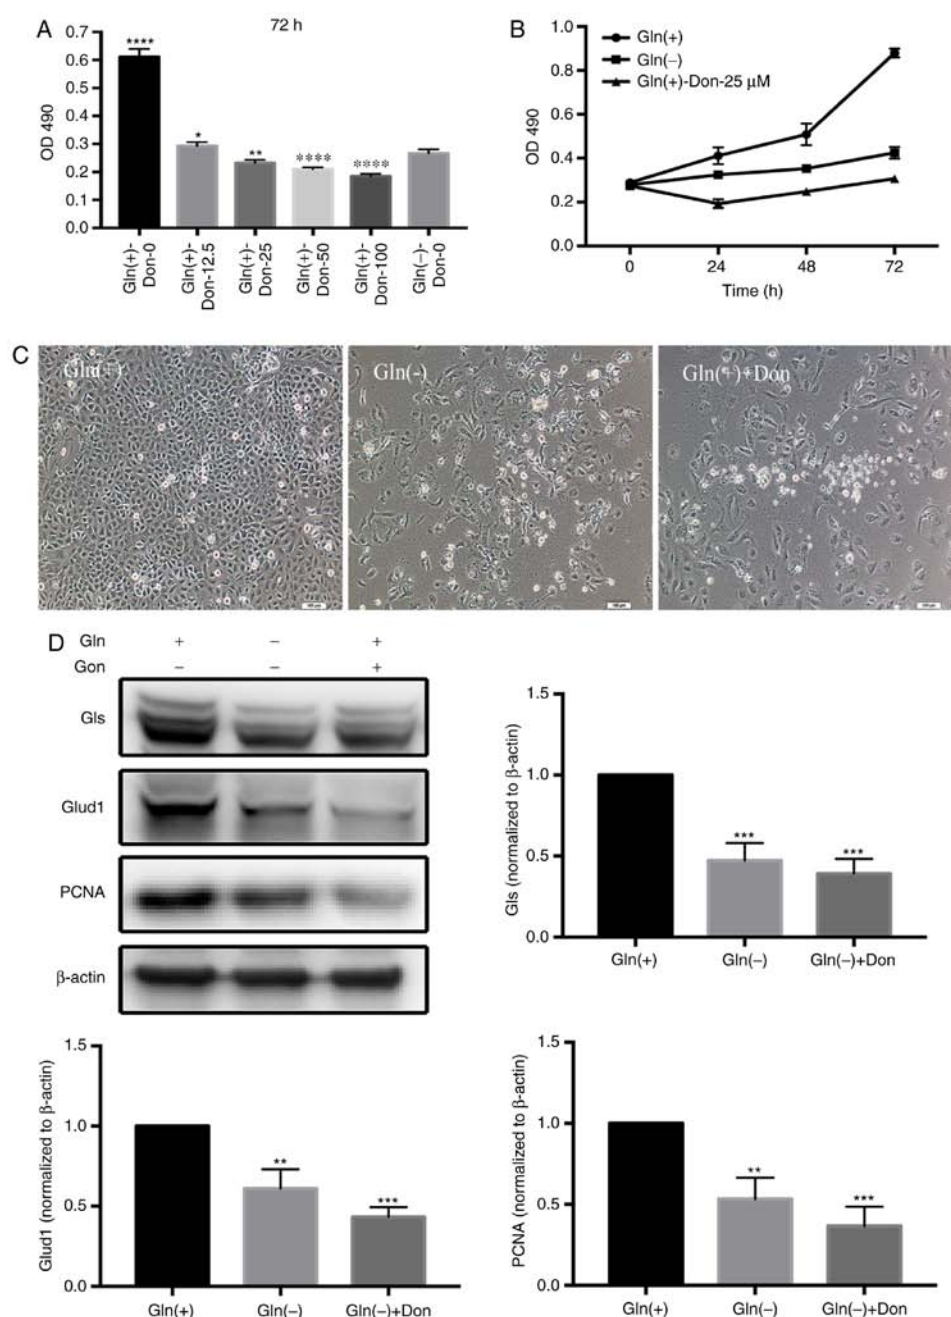 A
72 h
OD 490
0.7
0.6
0.5
0.4
0.3
0.2
0.1
0.0
****
*
**
****
****
Gln(+)-
Don-0
Gln(+)-
Don-12.5
Gln(+)-
Don-25
Gln(+)-
Don-50
Gln(+)-
Don-100
Gln(−)-
Don-0
B
OD 490
1.0
0.8
0.6
0.4
0.2
0.0
Gln(+)
Gln(−)
Gln(+)-Don-25 μM
0 24 48 72
Time (h)
C
Gln(+)
Gln(-)
Gln(+)+Don
D
Gln + − +
Gon − − +
Gls
Glud1
PCNA
β-actin
Gls (normalized to β-actin)
1.5
1.0
0.5
0.0
***
***
Gln(+) Gln(−) Gln(−)+Don
Glud1 (normalized to β-actin)
1.5
1.0
0.5
0.0
**
***
Gln(+) Gln(−) Gln(−)+Don
PCNA (normalized to β-actin)
1.5
1.0
0.5
0.0
**
***
Gln(+) Gln(−) Gln(−)+Don